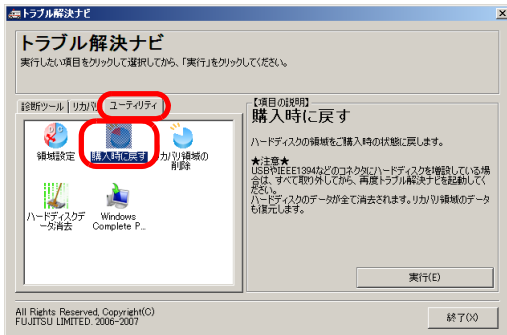 トラブル解決ナビ
トラブル解決ナビ
実行したい項目をクリックして選択してから、「実行」をクリックしてください。
診断ツール
リカバリ
ユーティリティ
領域設定
購入時に戻す
カバリ領域の
削除
ハードディスクデ
ータ消去
Windows
Complete P...
【項目の説明】
購入時に戻す
ハードディスクの領域をご購入時の状態に戻します。
★注意★
USBやIEEE1394などのコネクタにハードディスクを増設している場
合は、すべて取り外してから、再度トラブル解決ナビを起動してく
ださい。
ハードディスクのデータが全て消去されます。リカバリ領域のデータ
も復元します。
実行(E)
All Rights Reserved, Copyright(C)
FUJITSU LIMITED. 2006-2007
終了(X)